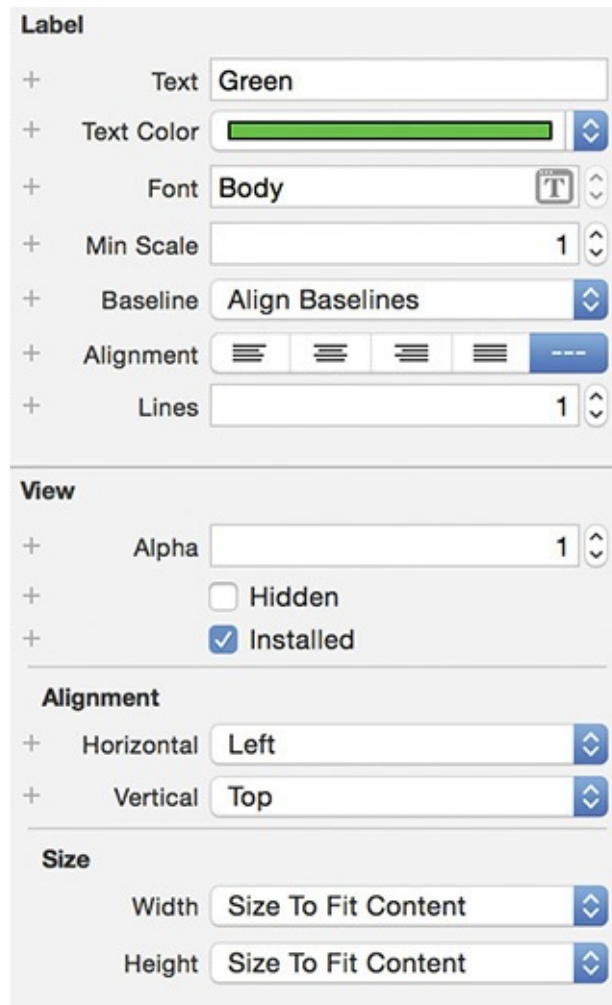 Label
+ Text Green
+ Text Color
+ Font Body T
+ Min Scale 1
+ Baseline Align Baselines
+ Alignment ---
+ Lines 1
View
+ Alpha 1
+ Hidden
+ Installed
Alignment
+ Horizontal Left
+ Vertical Top
Size
Width Size To Fit Content
Height Size To Fit Content